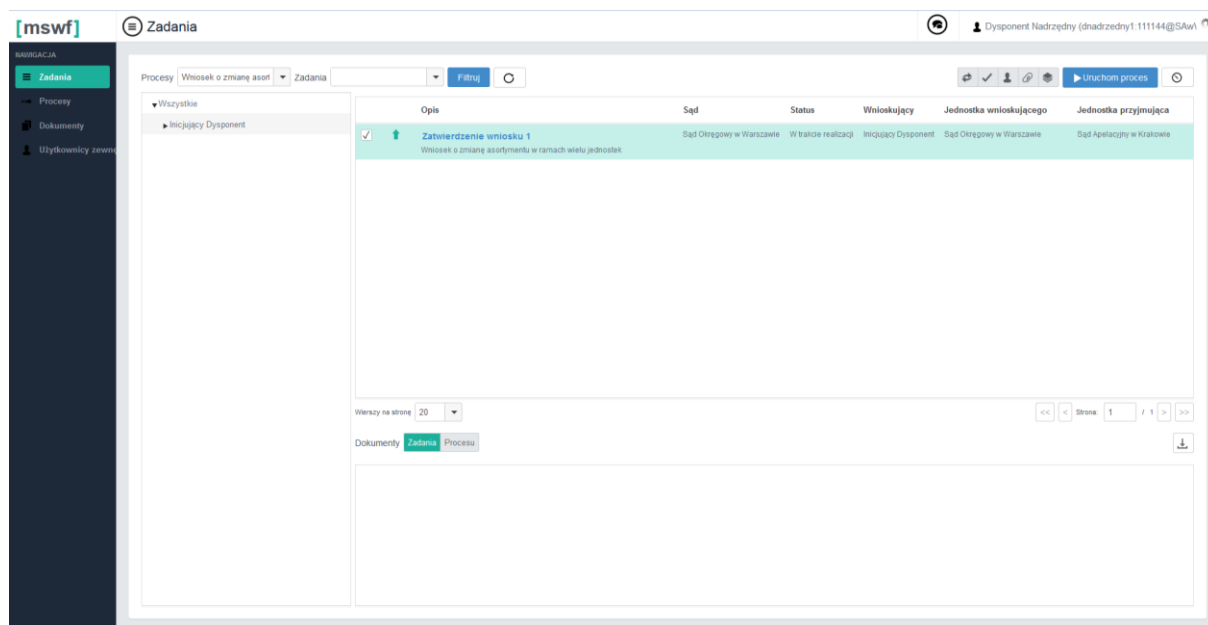 [mswf]
Zadania
Dysponent Nadrzędny (dnadrzedny1:111144@SAw\
NAWIGACJA
Zadania
Procesy
Dokumenty
Użytkownicy zewnę
Procesy Wniosek o zmianę asort Zadania Filtruj Uruchom proces
Wszystkie
Inicjujący Dysponent
Opis Sąd Status Wnioskujący Jednostka wnioskującego Jednostka przyjmująca
Zatwierdzenie wniosku 1 Sąd Okręgowy w Warszawie W trakcie realizacji Inicjujący Dysponent Sąd Okręgowy w Warszawie Sąd Apelacyjny w Krakowie
Wniosek o zmianę asortymentu w ramach wielu jednostek
Wierszy na stronę 20 << < Strona: 1 / 1 > >>
Dokumenty Zadania Procesu